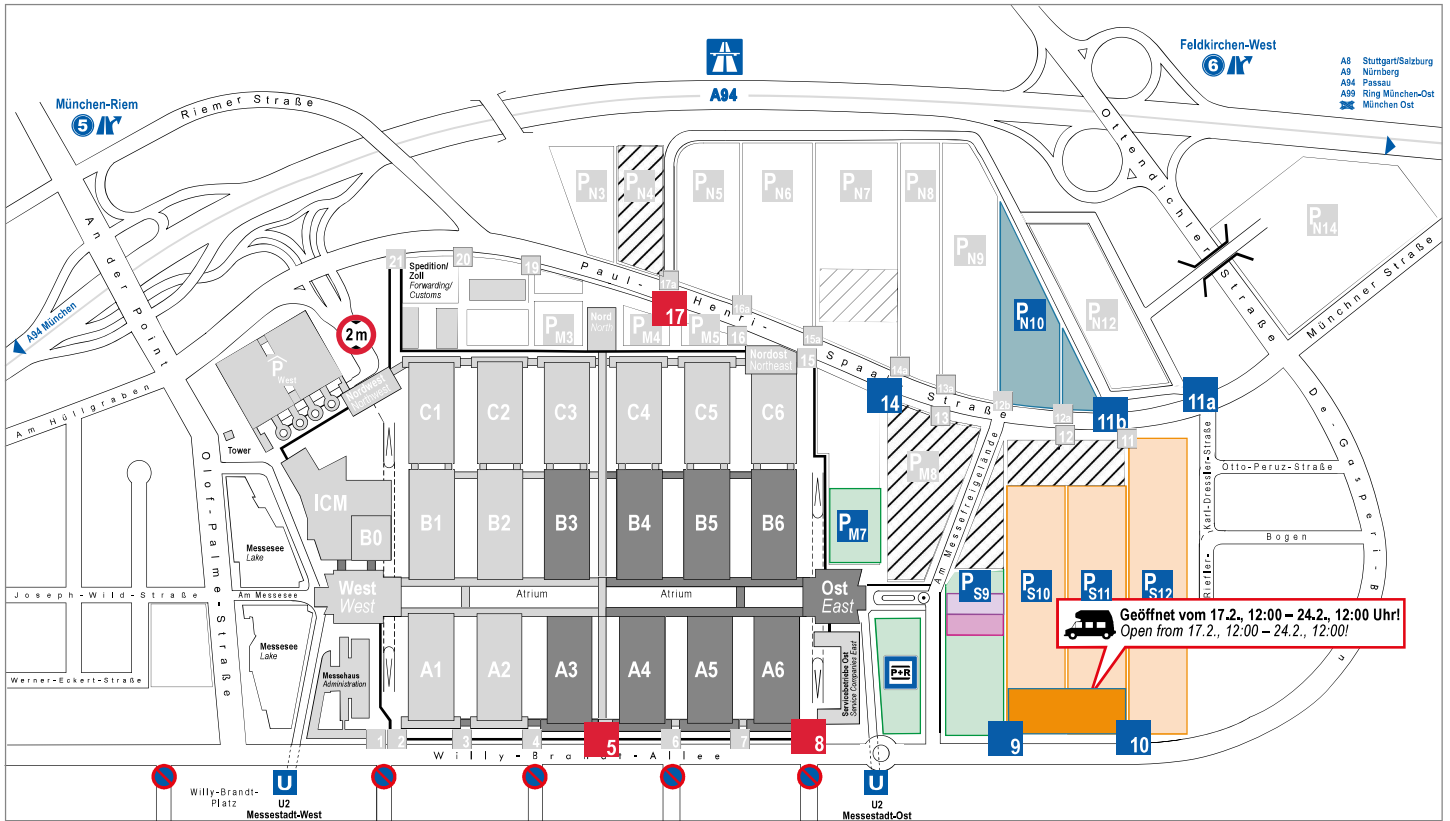 München-Riem
5
Riemer Straße
A94
Feldkirchen-West
6
A8 Stuttgart/Salzburg
A9 Nürnberg
A94 Passau
A99 Ring München-Ost
München Ost
Ottendichler Straße
An der Point
A94 München
Am Hüllgraben
2 m
P West
Nordwest
Northwest
Tower
21
20
19
Spedition/
Zoll
Forwarding/
Customs
P N3
P N4
P N5
P N6
P N7
P N8
P N9
P N10
P N12
P N14
Paul-Henri-Spaak-Straße
Münchner Straße
17a
17
16a
16
15a
15
14a
14
13a
13
12b
12a
12
11b
11
11a
P M3
Nord
North
P M4
P M5
Nordost
Northeast
C1
C2
C3
C4
C5
C6
ICM
B0
B1
B2
B3
B4
B5
B6
P M7
P M8
Am Messefreigelände
Karl-Dressler-Straße
Otto-Peruz-Straße
De-Gasperi-B
n
Bogen
Riefler-
Olof-Palme-Straße
Messesee
Lake
Joseph-Wild-Straße
Am Messesee
West
West
Atrium
Atrium
Ost
East
P S9
P S10
P S11
P S12
Geöffnet vom 17.2., 12:00 – 24.2., 12:00 Uhr!
Open from 17.2., 12:00 – 24.2., 12:00!
Messesee
Lake
Werner-Eckert-Straße
Messehaus
Administration
A1
A2
A3
A4
A5
A6
Servicebetriebe Ost
Service Companies East
P+R
1
2
3
4
5
6
7
8
9
10
Willy-Brandt-Allee
Willy-Brandt-
Platz
U
U2
Messestadt-West
U
U2
Messestadt-Ost